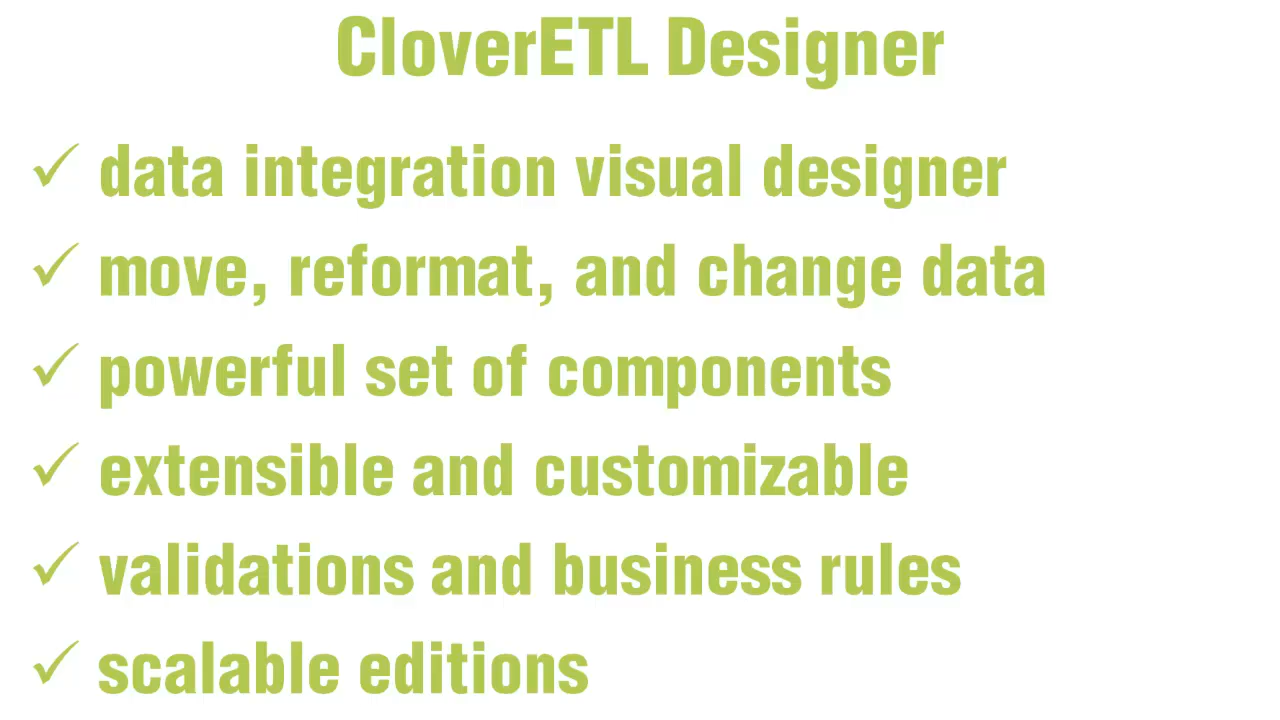 CloverETL Designer
✓ data integration visual designer
✓ move, reformat, and change data
✓ powerful set of components
✓ extensible and customizable
✓ validations and business rules
✓ scalable editions